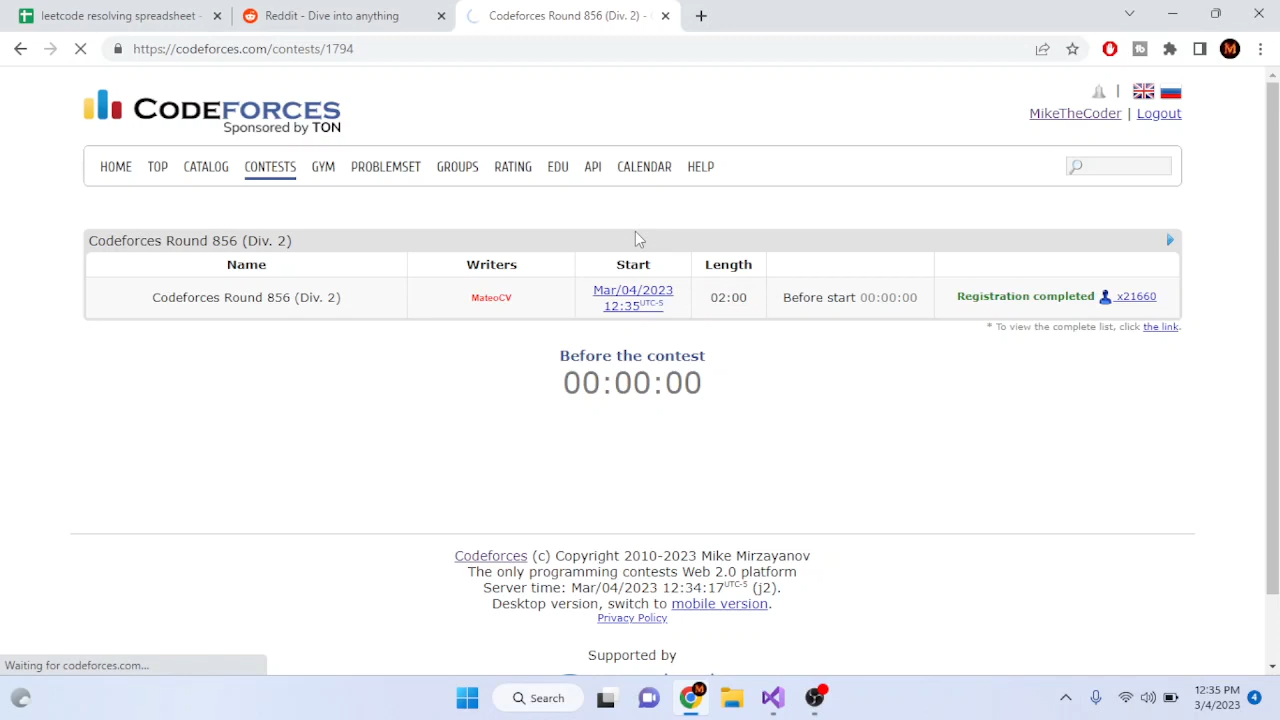 leetcode resolving spreadsheet -
Reddit - Dive into anything
Codeforces Round 856 (Div. 2) -
https://codeforces.com/contests/1794
CODEFORCES
Sponsored by TON
MikeTheCoder | Logout
HOME TOP CATALOG CONTESTS GYM PROBLEMSET GROUPS RATING EDU API CALENDAR HELP
Codeforces Round 856 (Div. 2)
Name Writers Start Length
Codeforces Round 856 (Div. 2) MateoCV Mar/04/2023 12:35 UTC-5 02:00 Before start 00:00:00 Registration completed x21660
* To view the complete list, click the link.
Before the contest
00:00:00
Codeforces (c) Copyright 2010-2023 Mike Mirzayanov
The only programming contests Web 2.0 platform
Server time: Mar/04/2023 12:34:17 UTC-5 (j2).
Desktop version, switch to mobile version.
Privacy Policy
Supported by
Waiting for codeforces.com...
Search
12:35 PM
3/4/2023
4